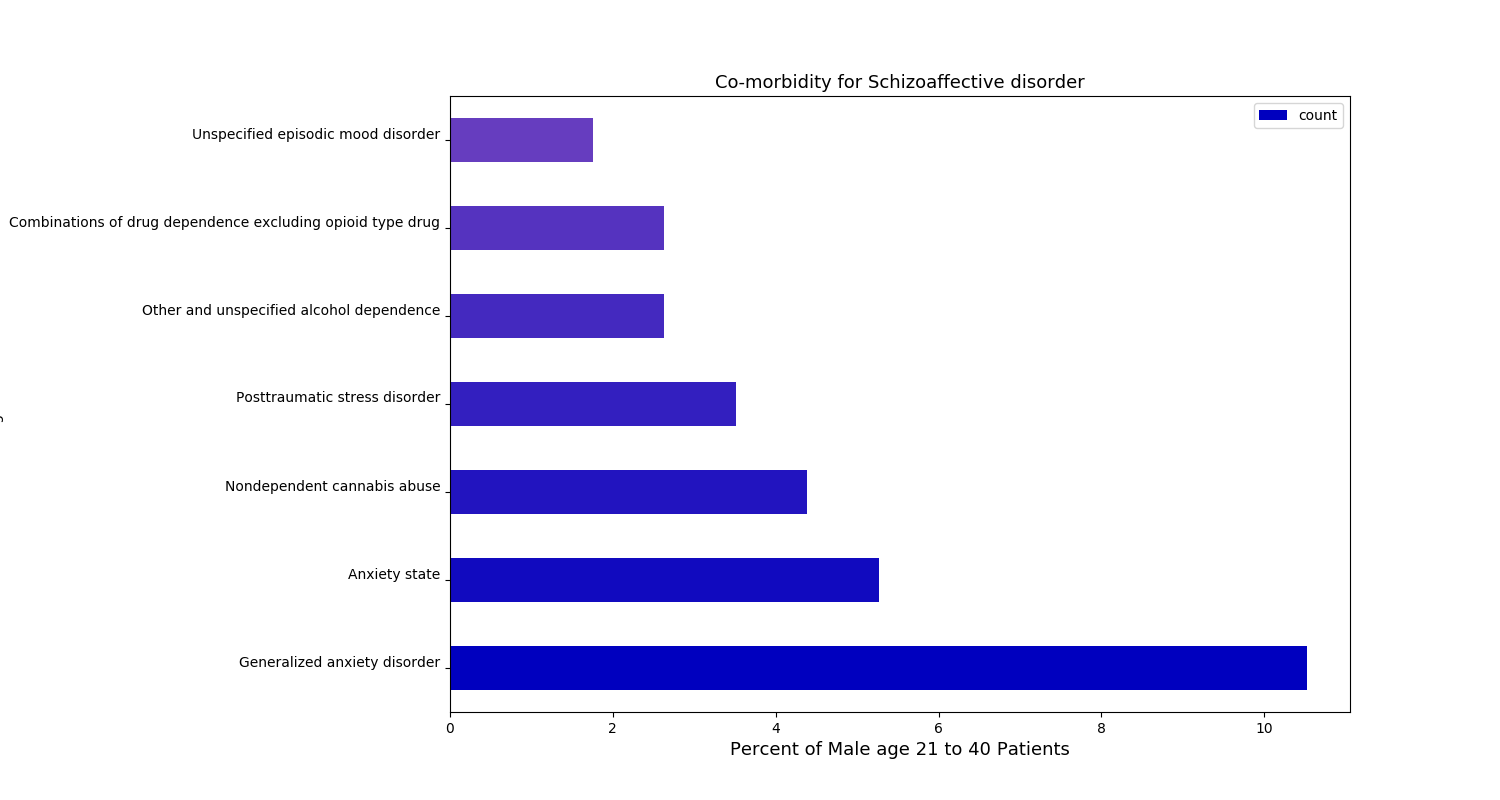 Co-morbidity for Schizoaffective disorder
count
Unspecified episodic mood disorder
Combinations of drug dependence excluding opioid type drug
Other and unspecified alcohol dependence
Posttraumatic stress disorder
Nondependent cannabis abuse
Anxiety state
Generalized anxiety disorder
0 2 4 6 8 10
Percent of Male age 21 to 40 Patients